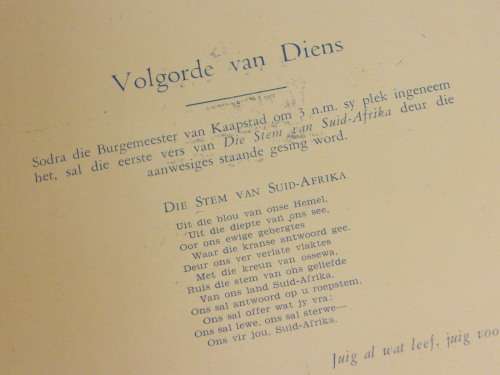 Volgorde van Diens
Sodra die Burgemeester van Kaapstad om 3 n.m. sy plek ingeneem
het, sal die eerste vers van Die Stem van Suid-Afrika deur die
aanwesiges staande gesing word.
DIE STEM VAN SUID-AFRIKA
Uit die blou van onse Hemel,
Uit die diepte van ons see,
Oor ons ewige gebergtes
Waar die kranse antwoord gee.
Deur ons ver verlate vlaktes
Met die kreun van ossewa,
Ruis die stem van ons geliefde
Van ons land Suid-Afrika.
Ons sal antwoord op u roepstem,
Ons sal offer wat jy vra:
Ons sal lewe, ons sal sterwe—
Ons vir jou, Suid-Afrika.
Juig al wat leef, juig voo